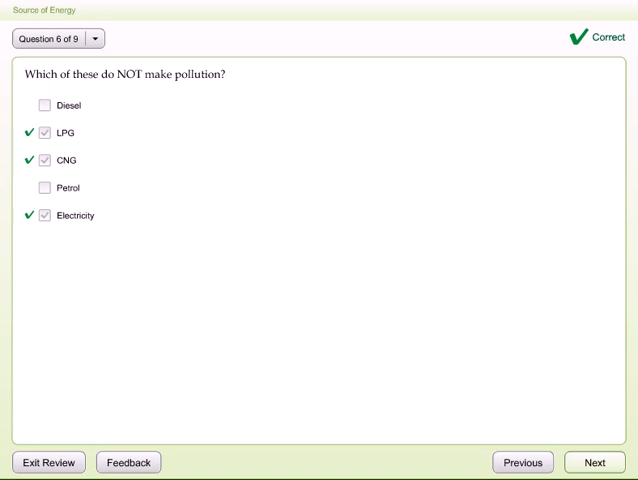 Source of Energy
Question 6 of 9
Correct
Which of these do NOT make pollution?
Diesel
LPG
CNG
Petrol
Electricity
Exit Review Feedback Previous Next